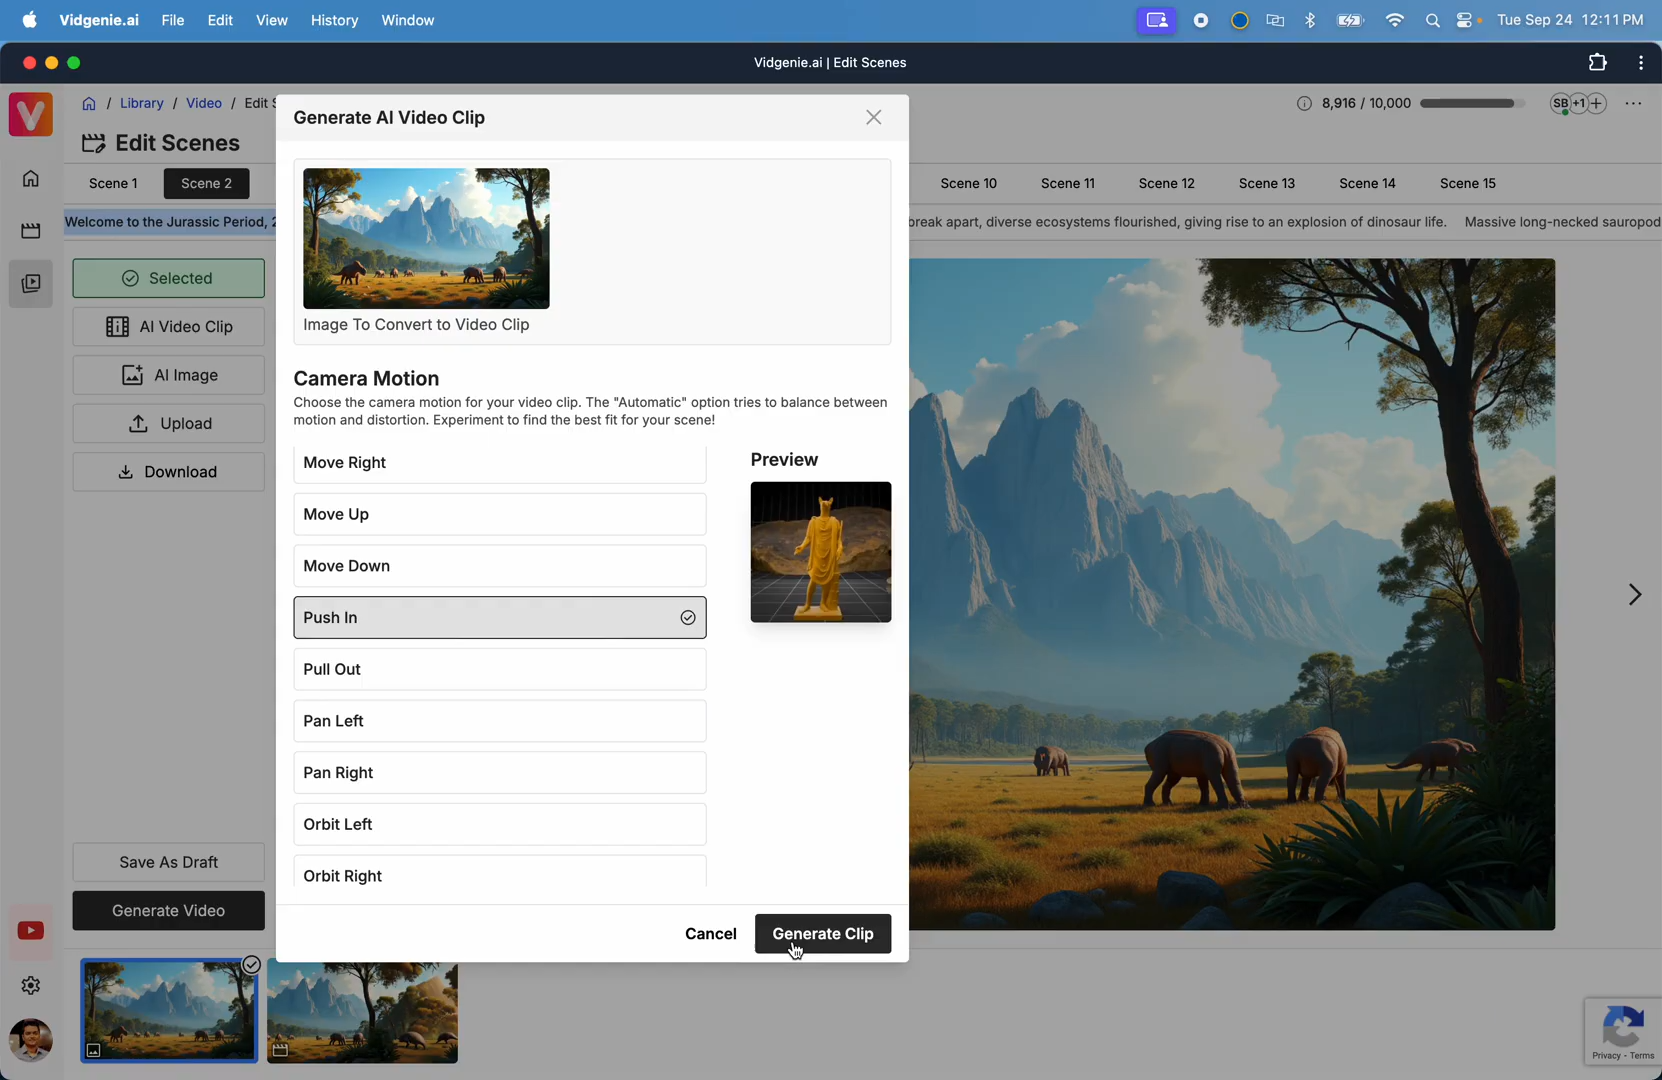 Vidgenie.ai File Edit View History Window Tue Sep 24 12:11 PM
Vidgenie.ai | Edit Scenes
/ Library / Video / Edit 8,916 / 10,000 SB +1
Edit Scenes
Generate AI Video Clip
Scene 1 Scene 2 Scene 10 Scene 11 Scene 12 Scene 13 Scene 14 Scene 15
Welcome to the Jurassic Period, break apart, diverse ecosystems flourished, giving rise to an explosion of dinosaur life. Massive long-necked sauropod
Selected
AI Video Clip
AI Image
Upload
Download
Save As Draft
Generate Video
Image To Convert to Video Clip
Camera Motion
Choose the camera motion for your video clip. The "Automatic" option tries to balance between
motion and distortion. Experiment to find the best fit for your scene!
Move Right
Move Up
Move Down
Push In
Pull Out
Pan Left
Pan Right
Orbit Left
Orbit Right
Preview
Cancel Generate Clip
Privacy - Terms